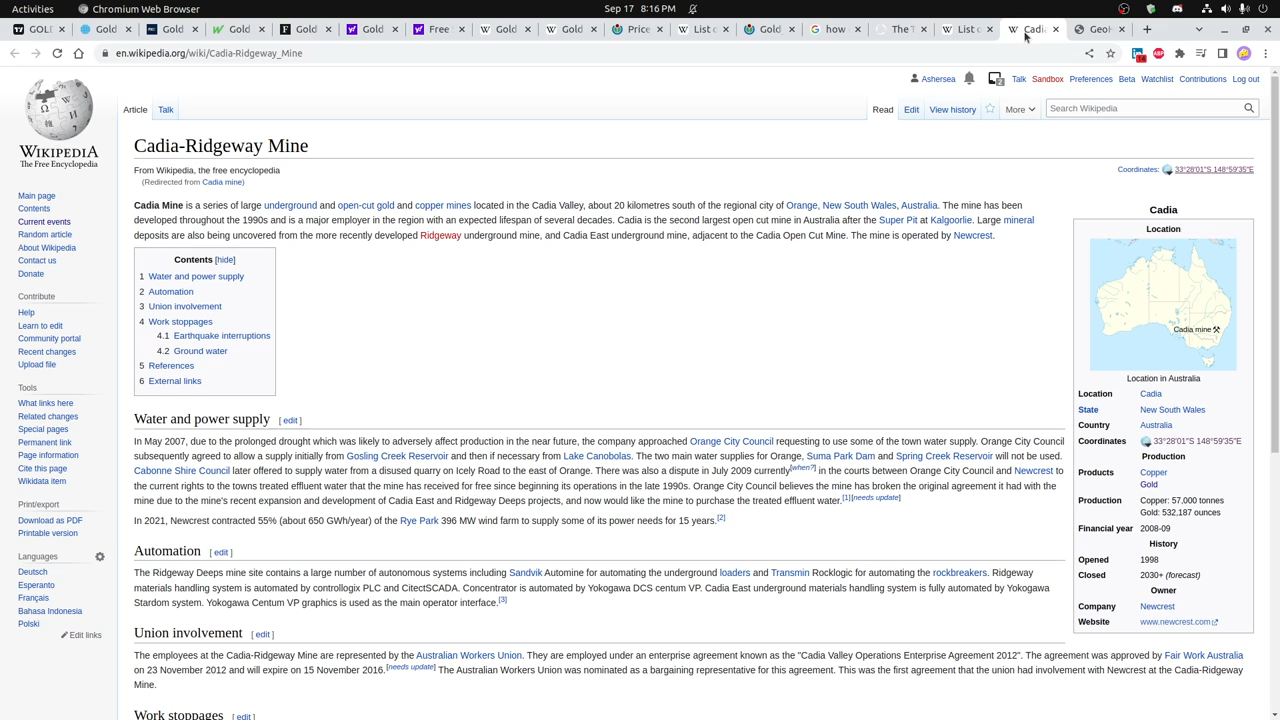 Sep 17 8:16 PM
Gold
Gold
16 Mi
Gold
Gold
Free
Gold
Gold
Price
List o
Gold
how
The T
List o
Cadi
Geol
en.wikipedia.org/wiki/Cadia-Ridgeway_Mine
14
ABP
Ashersea
2
Talk
Sandbox
Preferences
Beta
Watchlist
Contributions
Log out
WIKIPEDIA
The Free Encyclopedia
Article
Talk
Read
Edit
View history
More
Search Wikipedia
Main page
Contents
Current events
Random article
About Wikipedia
Contact us
Donate
Contribute
Help
Learn to edit
Community portal
Recent changes
Upload file
Tools
What links here
Related changes
Special pages
Permanent link
Page information
Cite this page
Wikidata item
Print/export
Download as PDF
Printable version
Languages
Deutsch
Esperanto
Français
Bahasa Indonesia
Polski
Edit links
Cadia-Ridgeway Mine
From Wikipedia, the free encyclopedia
(Redirected from Cadia mine)
Coordinates: 33°28′01″S 148°59′35″E
Cadia Mine is a series of large underground and open-cut gold and copper mines located in the Cadia Valley, about 20 kilometres south of the regional city of Orange, New South Wales, Australia. The mine has been
developed throughout the 1990s and is a major employer in the region with an expected lifespan of several decades. Cadia is the second largest open cut mine in Australia after the Super Pit at Kalgoorlie. Large mineral
deposits are also being uncovered from the more recently developed Ridgeway underground mine, and Cadia East underground mine, adjacent to the Cadia Open Cut Mine. The mine is operated by Newcrest.
Contents [hide]
1 Water and power supply
2 Automation
3 Union involvement
4 Work stoppages
4.1 Earthquake interruptions
4.2 Ground water
5 References
6 External links
Water and power supply [ edit ]
In May 2007, due to the prolonged drought which was likely to adversely affect production in the near future, the company approached Orange City Council requesting to use some of the town water supply. Orange City Council
subsequently agreed to allow a supply initially from Gosling Creek Reservoir and then if necessary from Lake Canobolas. The two main water supplies for Orange, Suma Park Dam and Spring Creek Reservoir will not be used.
Cabonne Shire Council later offered to supply water from a disused quarry on Icely Road to the east of Orange. There was also a dispute in July 2009 currently[when?] in the courts between Orange City Council and Newcrest to
the current rights to the towns treated effluent water that the mine has received for free since beginning its operations in the late 1990s. Orange City Council believes the mine has broken the original agreement it had with the
mine due to the mine's recent expansion and development of Cadia East and Ridgeway Deeps projects, and now would like the mine to purchase the treated effluent water.[1][needs update]
In 2021, Newcrest contracted 55% (about 650 GWh/year) of the Rye Park 396 MW wind farm to supply some of its power needs for 15 years.[2]
Automation [ edit ]
The Ridgeway Deeps mine site contains a large number of autonomous systems including Sandvik Automine for automating the underground loaders and Transmin Rocklogic for automating the rockbreakers. Ridgeway
materials handling system is automated by controllogix PLC and CitectSCADA. Concentrator is automated by Yokogawa DCS centum VP. Cadia East underground materials handling system is fully automated by Yokogawa
Stardom system. Yokogawa Centum VP graphics is used as the main operator interface.[3]
Union involvement [ edit ]
The employees at the Cadia-Ridgeway Mine are represented by the Australian Workers Union. They are employed under an enterprise agreement known as the "Cadia Valley Operations Enterprise Agreement 2012". The agreement was approved by Fair Work Australia
on 23 November 2012 and will expire on 15 November 2016.[needs update] The Australian Workers Union was nominated as a bargaining representative for this agreement. This was the first agreement that the union had involvement with Newcrest at the Cadia-Ridgeway
Mine.
Work stoppages [ edit ]
Cadia
Location
Cadia mine
Location in Australia
Location Cadia
State New South Wales
Country Australia
Coordinates 33°28′01″S 148°59′35″E
Production
Products Copper
Gold
Production Copper: 57,000 tonnes
Gold: 532,187 ounces
Financial year 2008-09
History
Opened 1998
Closed 2030+ (forecast)
Owner
Company Newcrest
Website www.newcrest.com